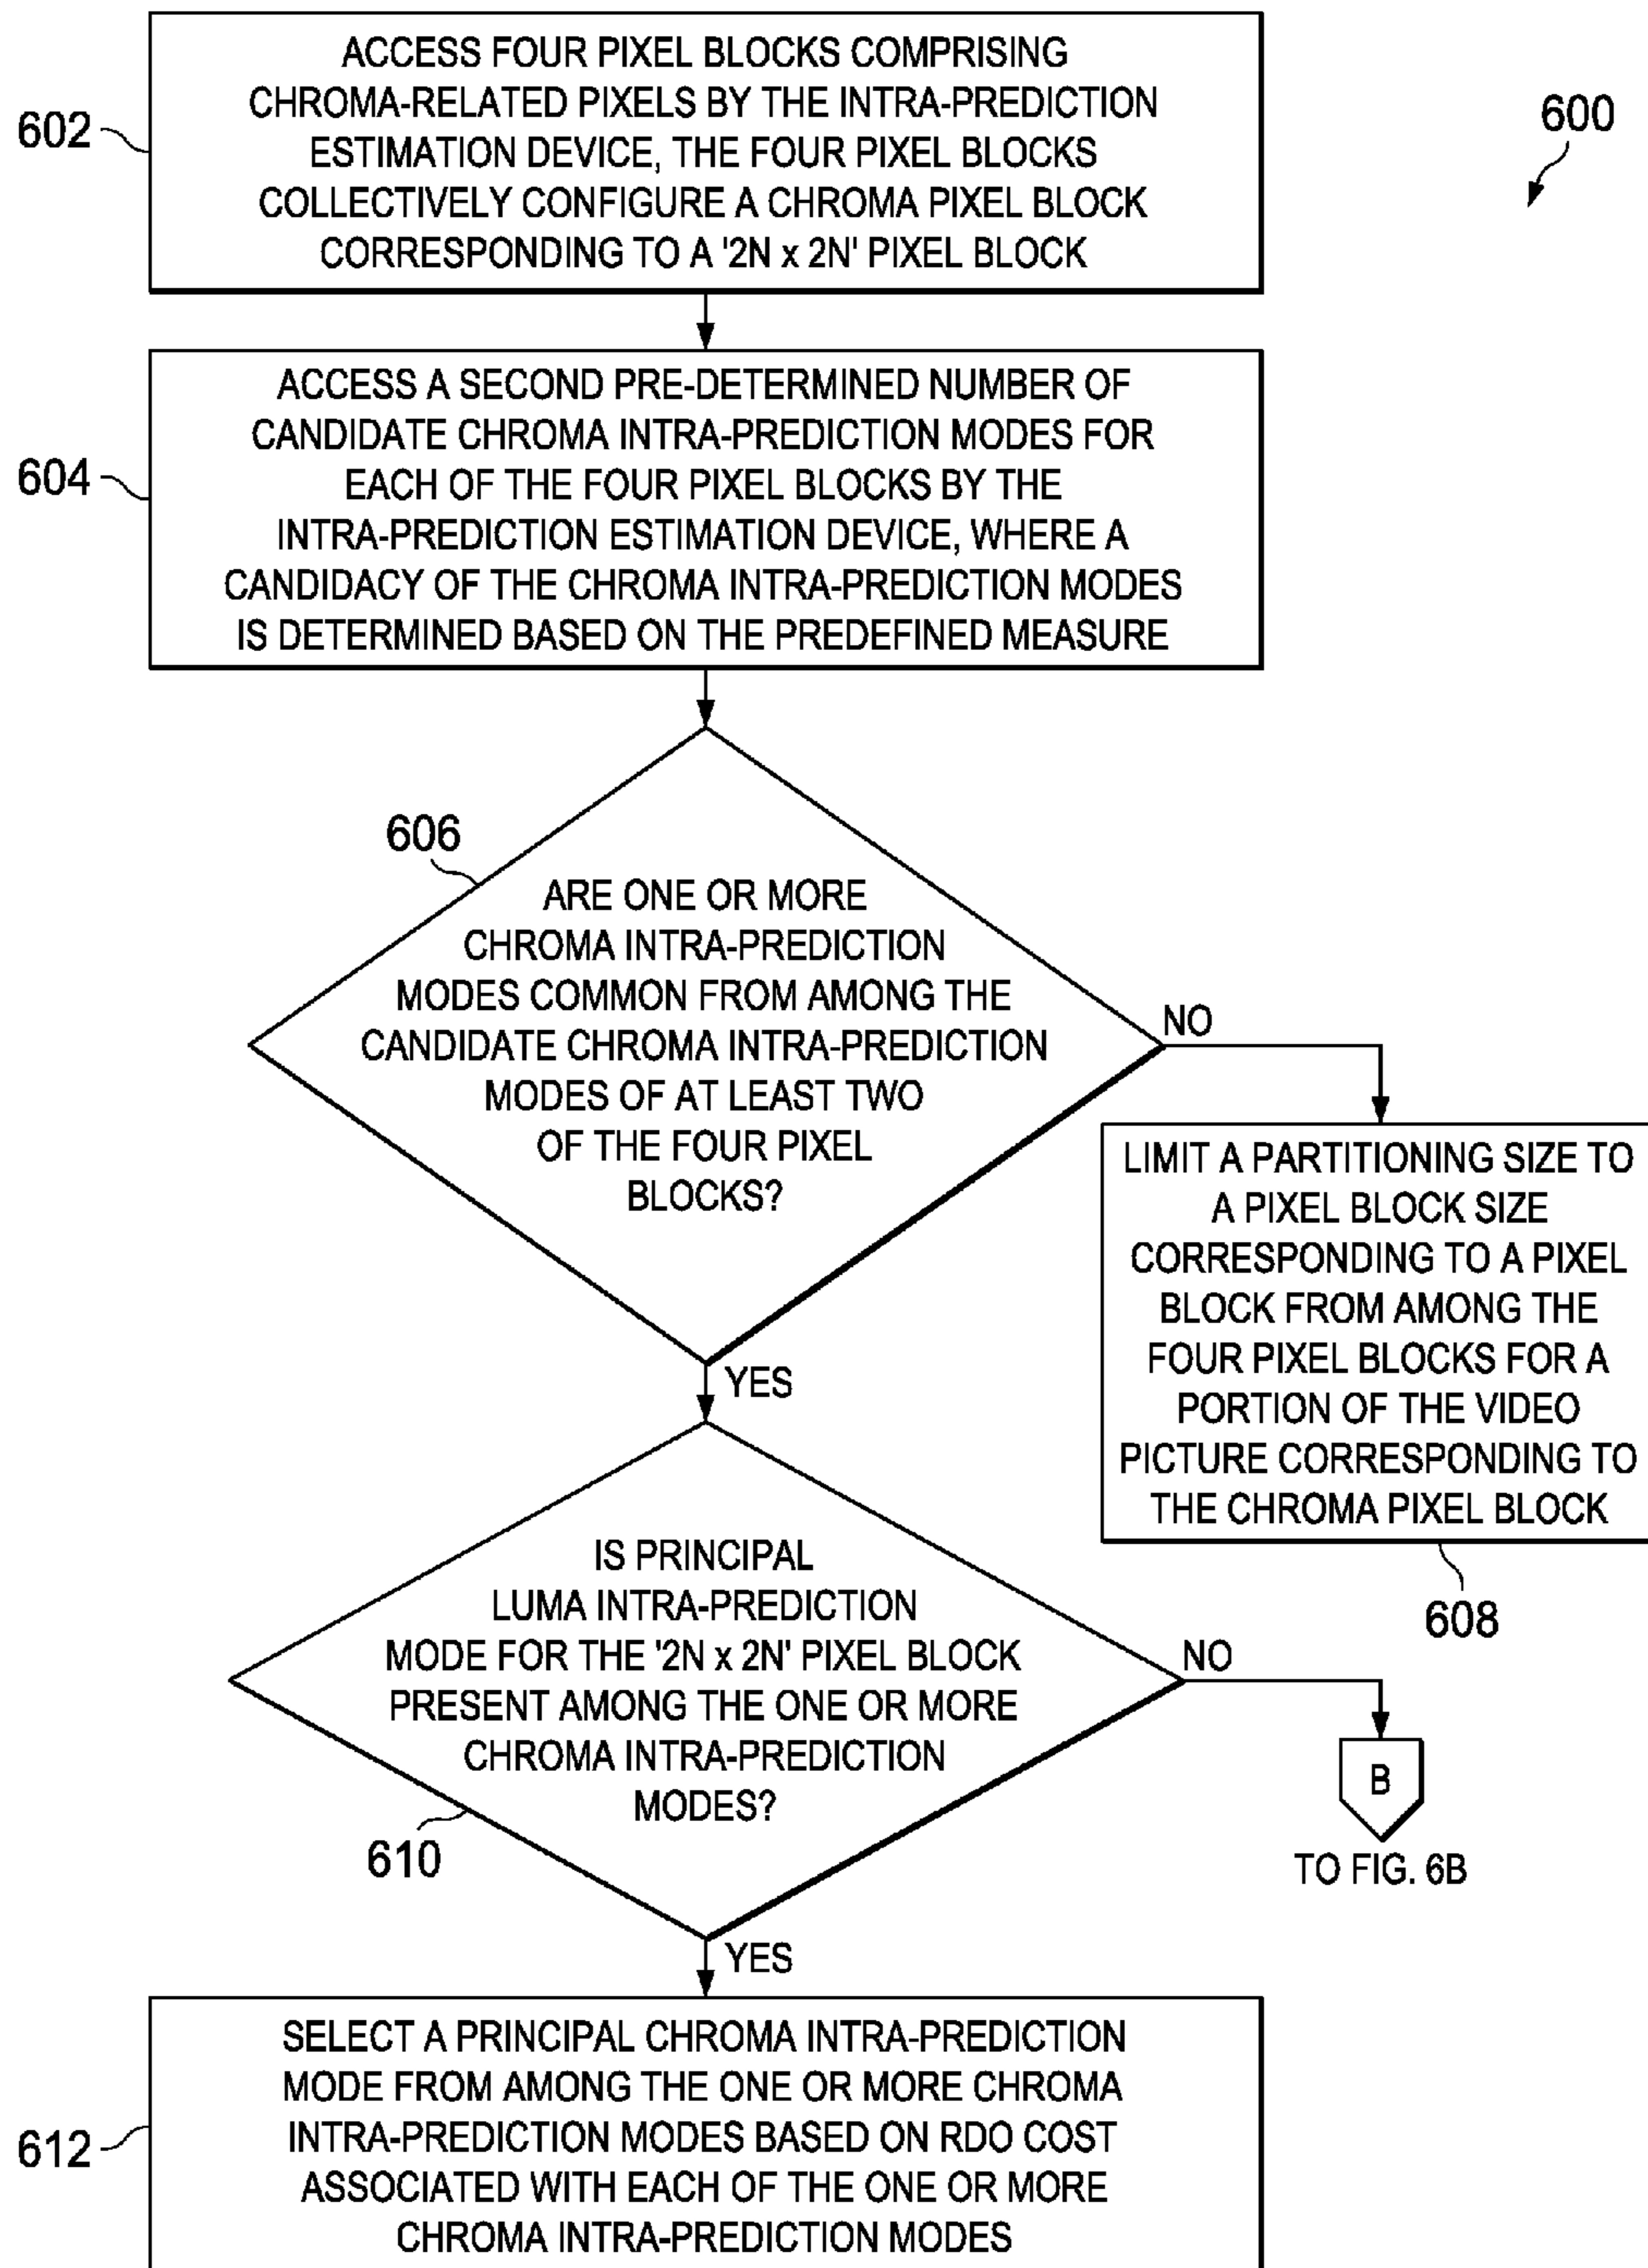 ACCESS FOUR PIXEL BLOCKS COMPRISING
CHROMA-RELATED PIXELS BY THE INTRA-PREDICTION
ESTIMATION DEVICE, THE FOUR PIXEL BLOCKS
COLLECTIVELY CONFIGURE A CHROMA PIXEL BLOCK
CORRESPONDING TO A '2N x 2N' PIXEL BLOCK
602
600
ACCESS A SECOND PRE-DETERMINED NUMBER OF
CANDIDATE CHROMA INTRA-PREDICTION MODES FOR
EACH OF THE FOUR PIXEL BLOCKS BY THE
INTRA-PREDICTION ESTIMATION DEVICE, WHERE A
CANDIDACY OF THE CHROMA INTRA-PREDICTION MODES
IS DETERMINED BASED ON THE PREDEFINED MEASURE
604
606
ARE ONE OR MORE
CHROMA INTRA-PREDICTION
MODES COMMON FROM AMONG THE
CANDIDATE CHROMA INTRA-PREDICTION
MODES OF AT LEAST TWO
OF THE FOUR PIXEL
BLOCKS?
NO
LIMIT A PARTITIONING SIZE TO
A PIXEL BLOCK SIZE
CORRESPONDING TO A PIXEL
BLOCK FROM AMONG THE
FOUR PIXEL BLOCKS FOR A
PORTION OF THE VIDEO
PICTURE CORRESPONDING TO
THE CHROMA PIXEL BLOCK
608
YES
IS PRINCIPAL
LUMA INTRA-PREDICTION
MODE FOR THE '2N x 2N' PIXEL BLOCK
PRESENT AMONG THE ONE OR MORE
CHROMA INTRA-PREDICTION
MODES?
610
NO
B
TO FIG. 6B
YES
SELECT A PRINCIPAL CHROMA INTRA-PREDICTION
MODE FROM AMONG THE ONE OR MORE CHROMA
INTRA-PREDICTION MODES BASED ON RDO COST
ASSOCIATED WITH EACH OF THE ONE OR MORE
CHROMA INTRA-PREDICTION MODES
612